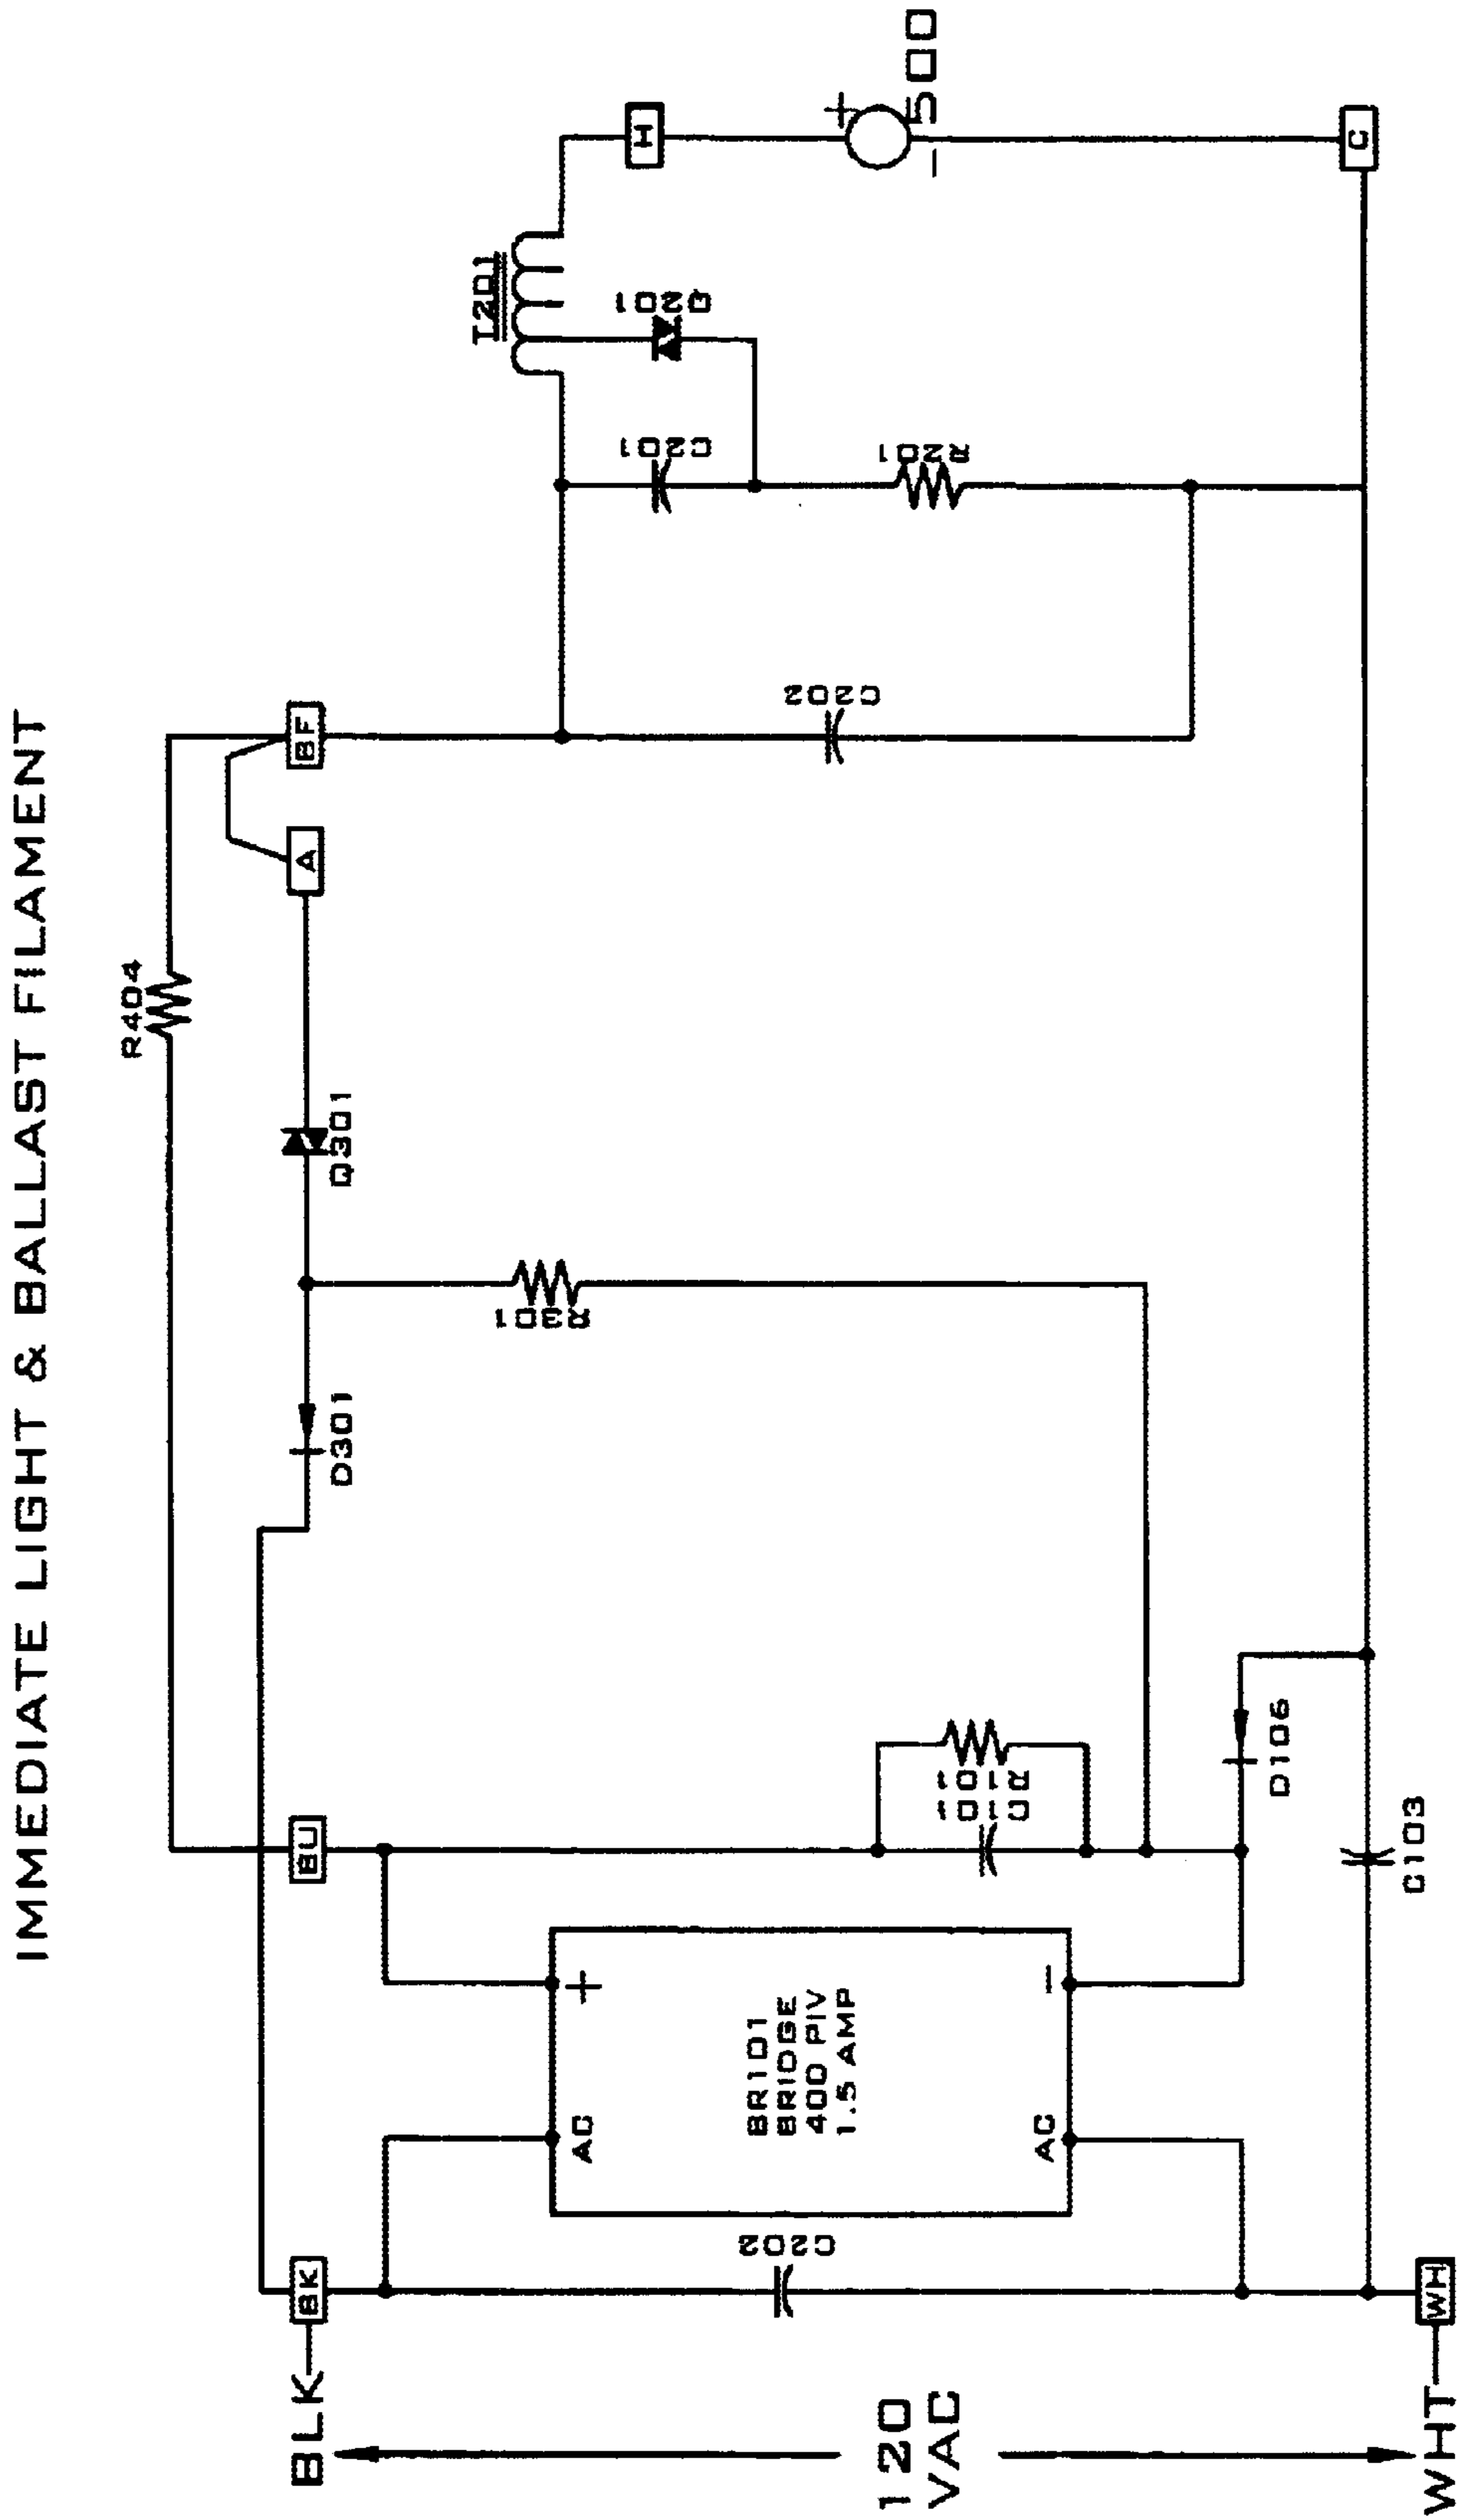 IMMEDIATE LIGHT & BALLAST FILAMENT
R404
BLK
BK
BU
D301
Q301
A
BF
R301
T201
H
C201
Q201
AC
+
BR101
BRIDGE
400 PIV
1.5 AMP
AC
−
C202
C101
R101
C202
R201
+
500
−
120
VAC
D106
C103
C
WHT
WH